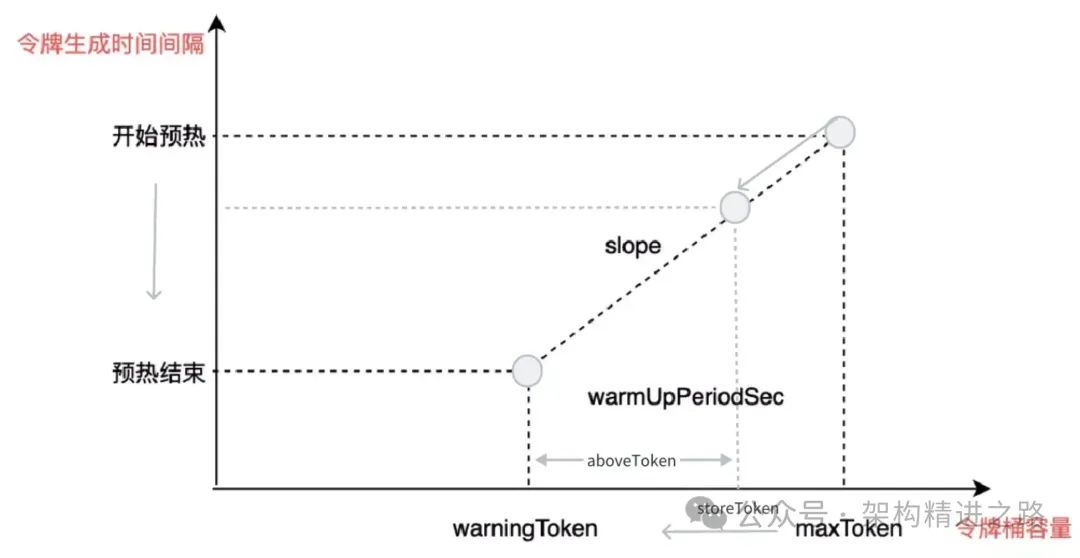 令牌生成时间间隔
开始预热
slope
预热结束
warmUpPeriodSec
aboveToken
storeToken
公众号·架构精进之路
warningToken
maxToken
令牌桶容量